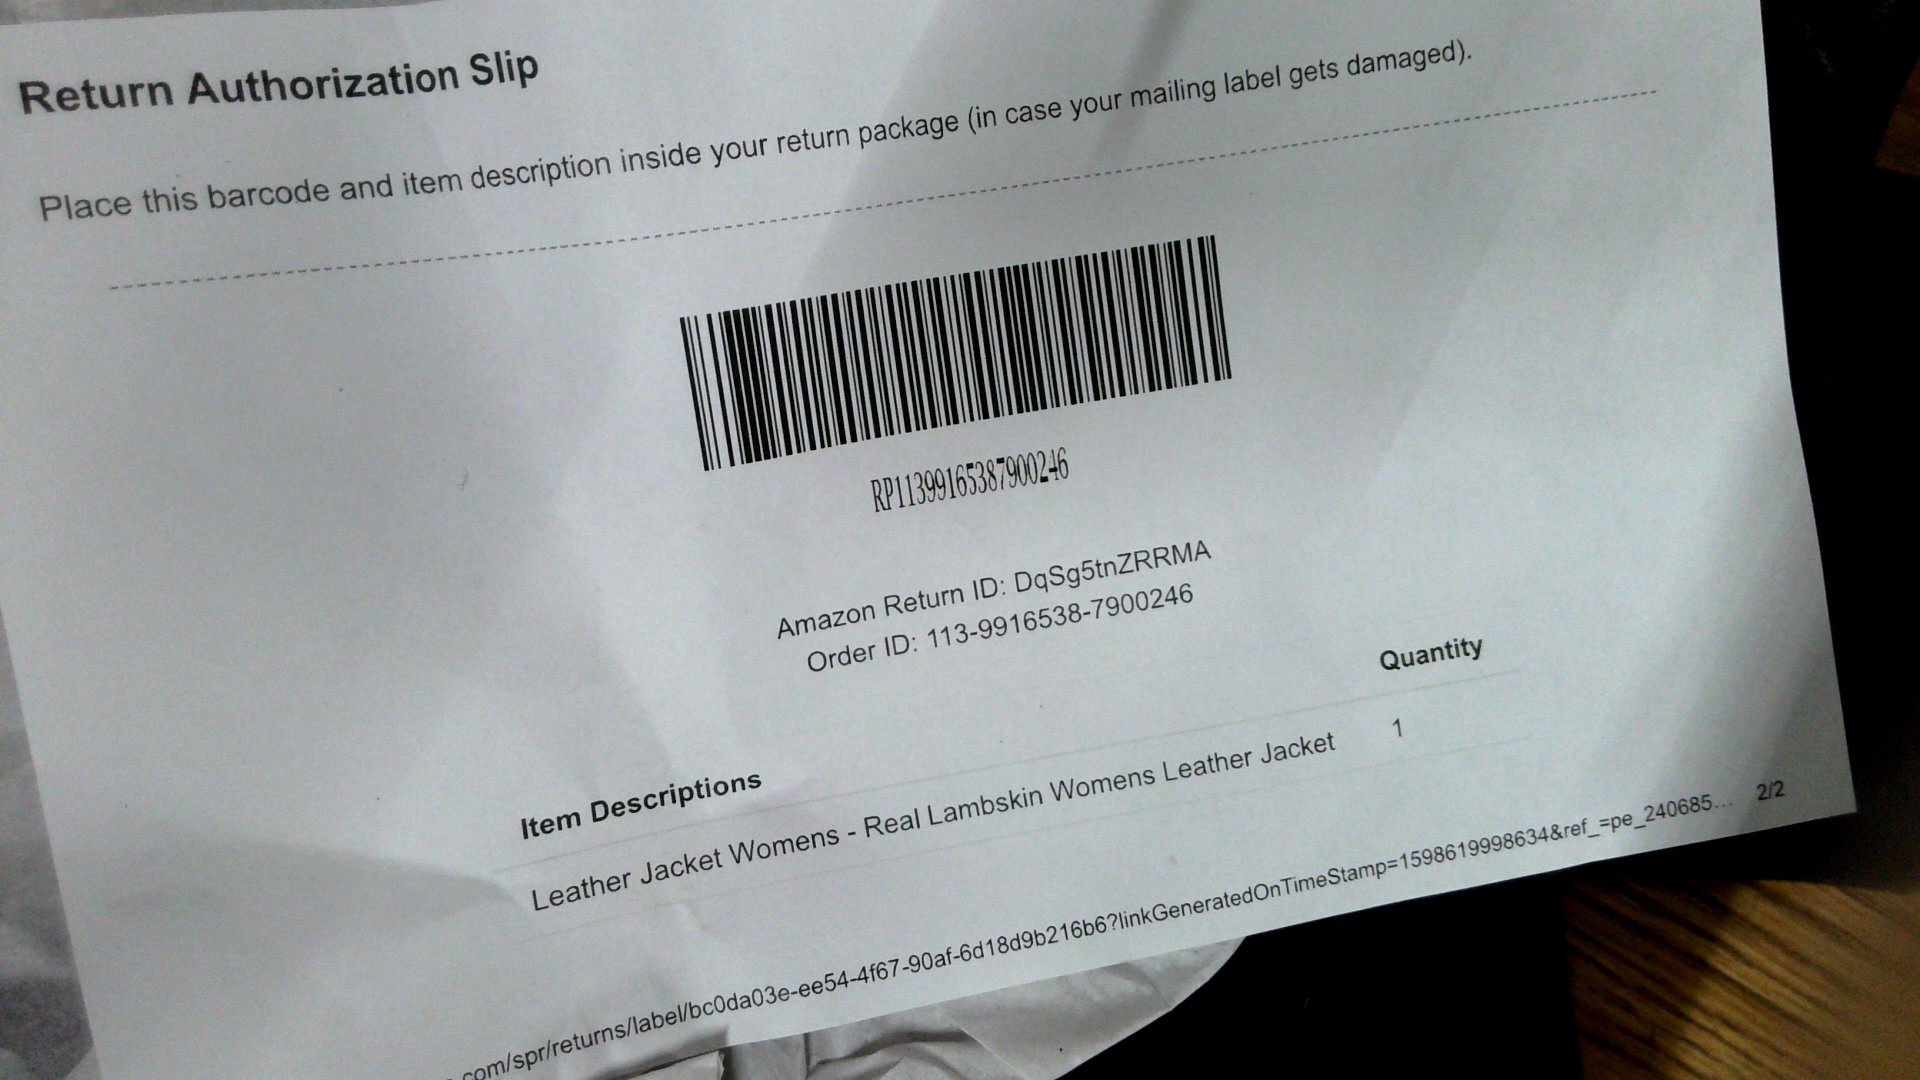 Return Authorization Slip
Place this barcode and item description inside your return package (in case your mailing label gets damaged).
RP11399165387900246
Amazon Return ID: DqSg5tnZRRMA
Order ID: 113-9916538-7900246
Item Descriptions Quantity
Leather Jacket Womens - Real Lambskin Womens Leather Jacket 1
com/spr/returns/label/bc0da03e-ee54-4f67-90af-6d18d9b216b6?linkGeneratedOnTimeStamp=1598619998634&ref_=pe_240685... 2/2